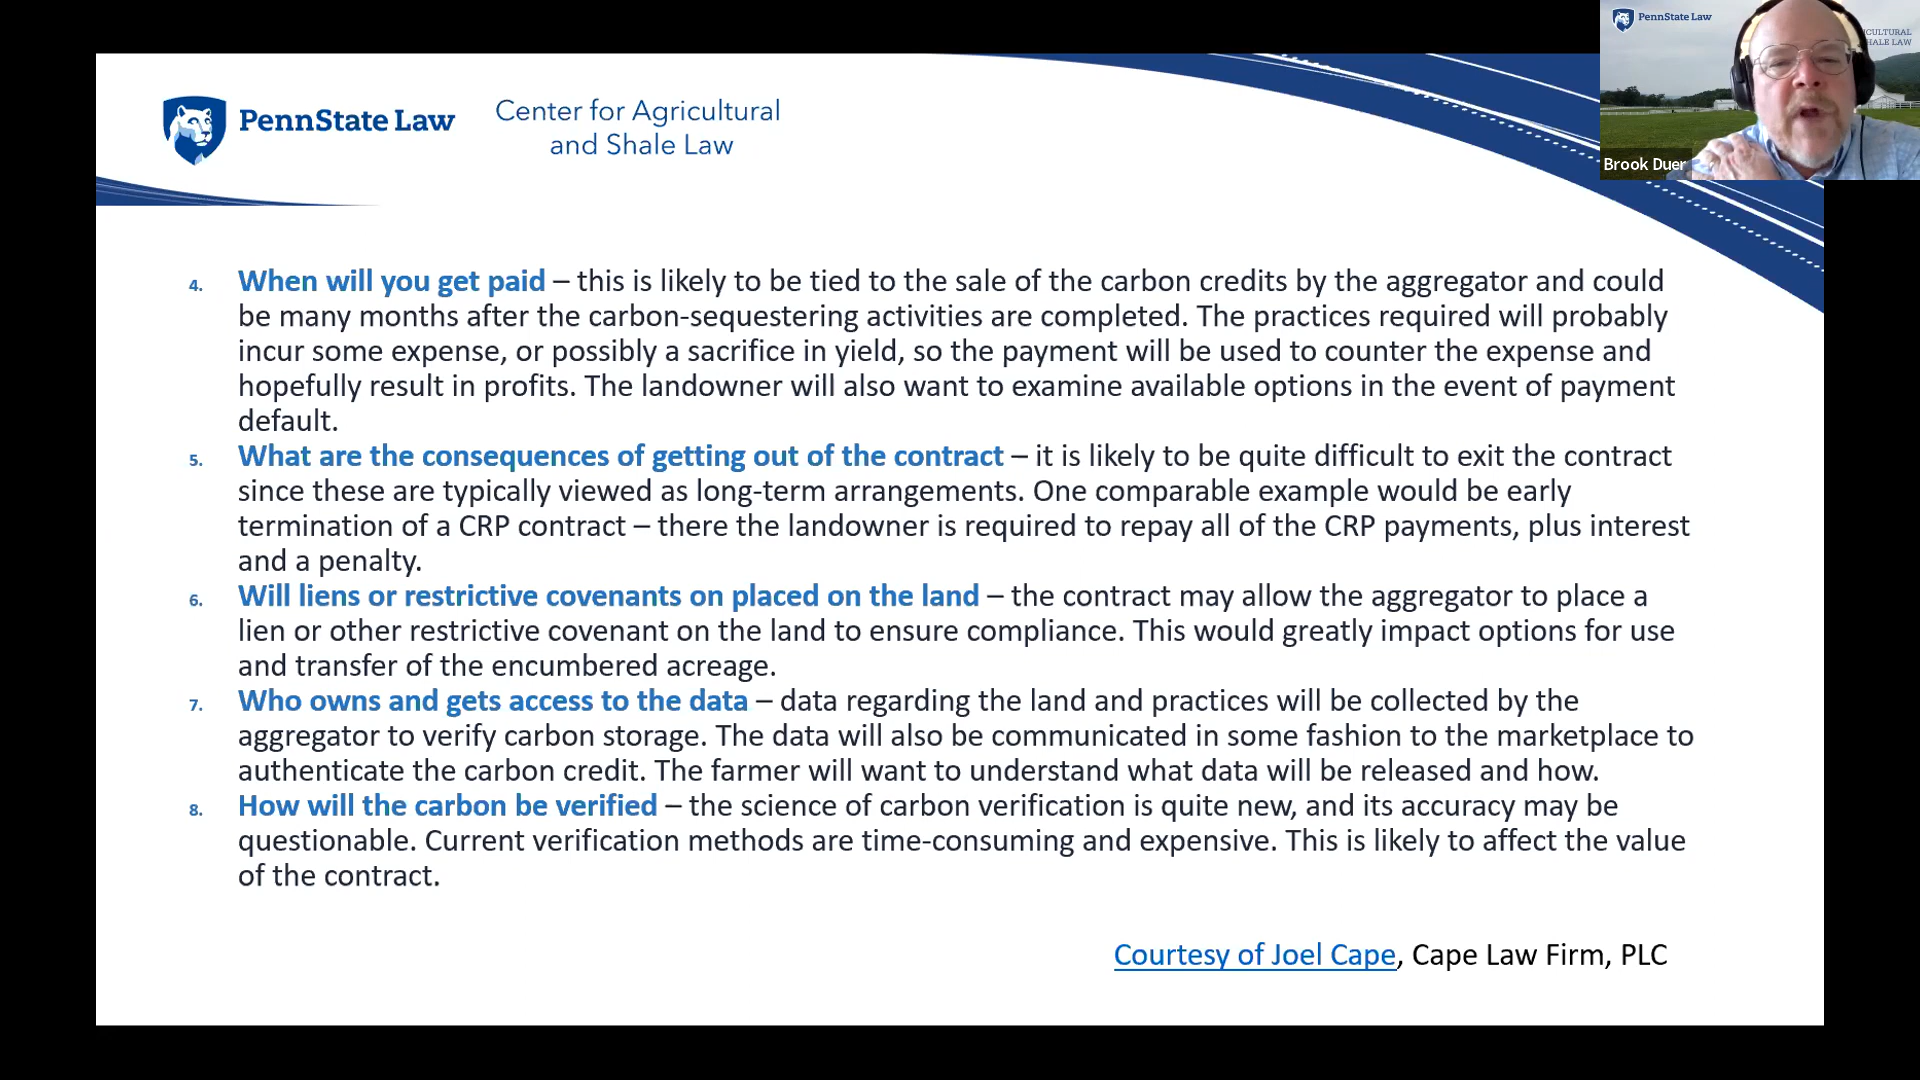 PennStateLaw
Center for Agricultural
and Shale Law
PennStateLaw
ICULTURAL
HALE LAW
Brook Duer
4. When will you get paid – this is likely to be tied to the sale of the carbon credits by the aggregator and could
be many months after the carbon-sequestering activities are completed. The practices required will probably
incur some expense, or possibly a sacrifice in yield, so the payment will be used to counter the expense and
hopefully result in profits. The landowner will also want to examine available options in the event of payment
default.
5. What are the consequences of getting out of the contract – it is likely to be quite difficult to exit the contract
since these are typically viewed as long-term arrangements. One comparable example would be early
termination of a CRP contract – there the landowner is required to repay all of the CRP payments, plus interest
and a penalty.
6. Will liens or restrictive covenants on placed on the land – the contract may allow the aggregator to place a
lien or other restrictive covenant on the land to ensure compliance. This would greatly impact options for use
and transfer of the encumbered acreage.
7. Who owns and gets access to the data – data regarding the land and practices will be collected by the
aggregator to verify carbon storage. The data will also be communicated in some fashion to the marketplace to
authenticate the carbon credit. The farmer will want to understand what data will be released and how.
8. How will the carbon be verified – the science of carbon verification is quite new, and its accuracy may be
questionable. Current verification methods are time-consuming and expensive. This is likely to affect the value
of the contract.
Courtesy of Joel Cape, Cape Law Firm, PLC